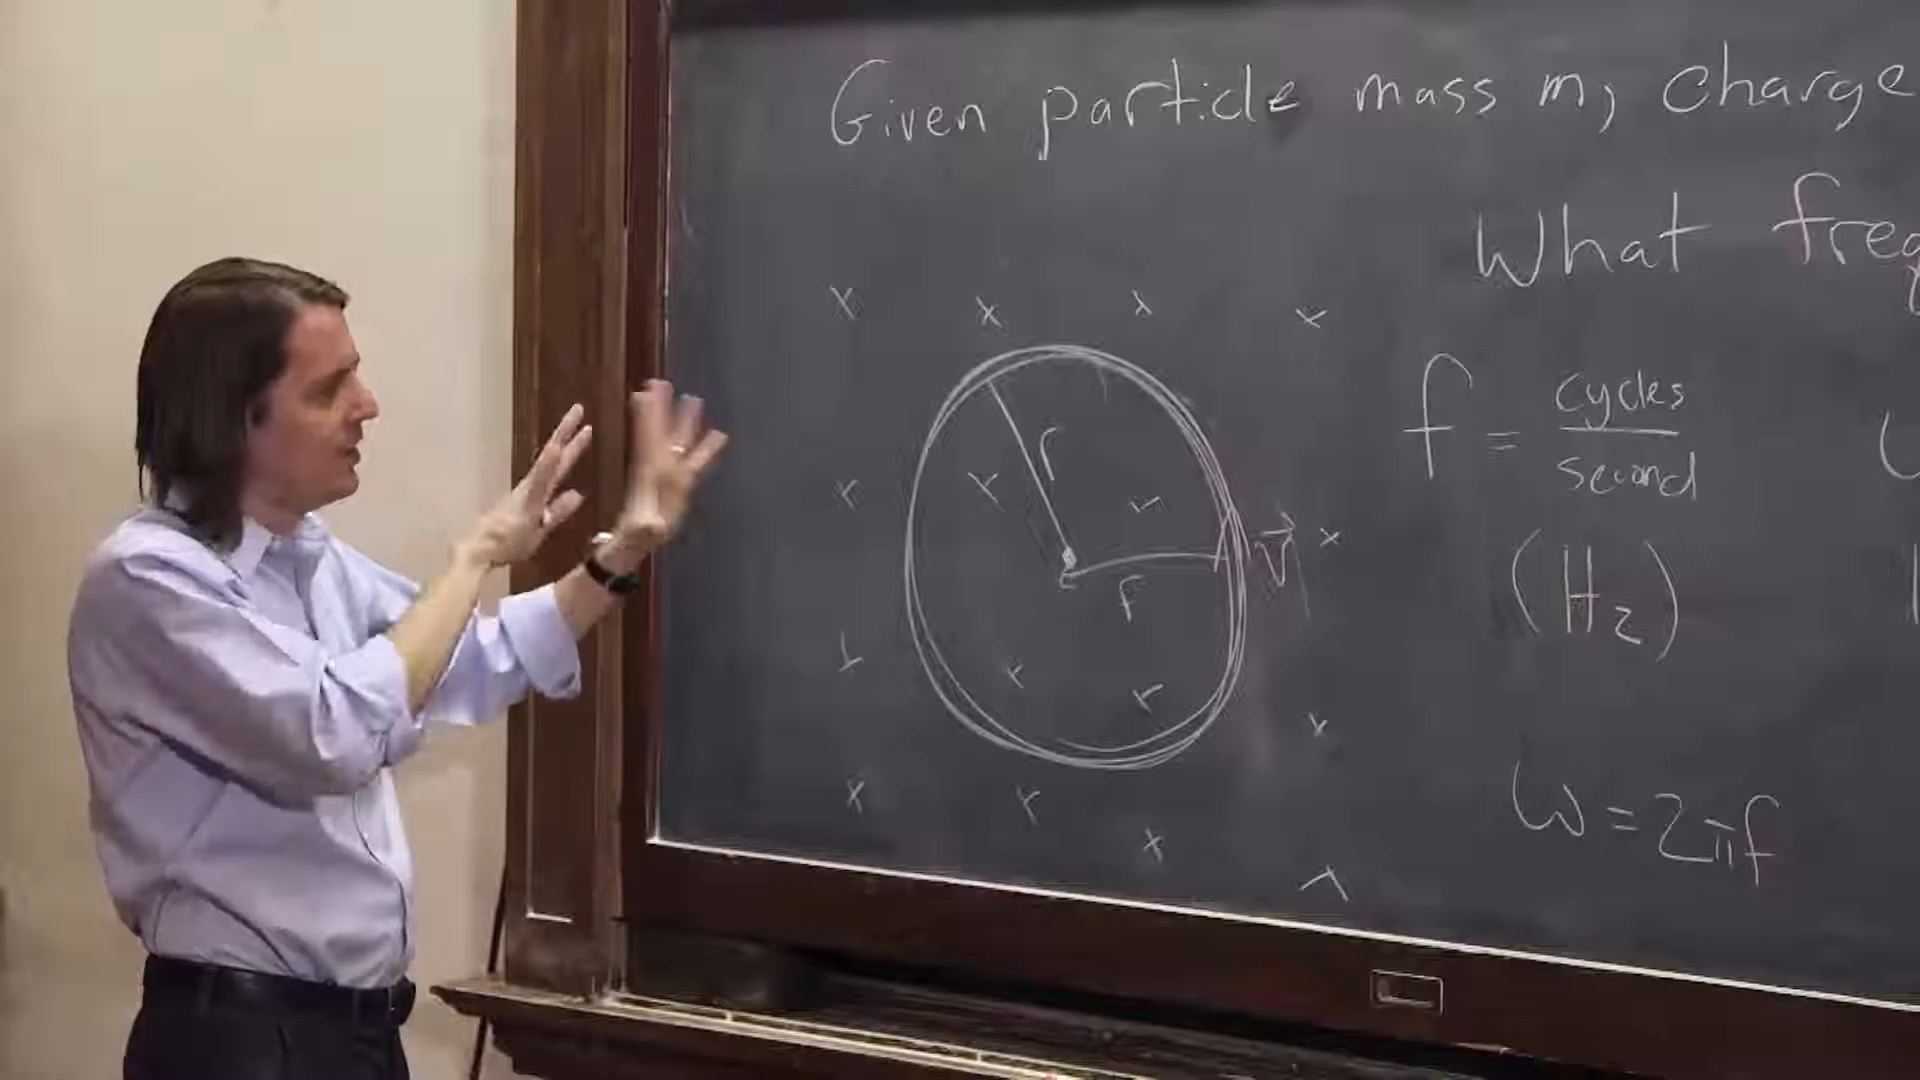 Given particle mass m, charge
What freq
f = cycles / second
(Hz)
ω = 2πf
r
r
v⃗